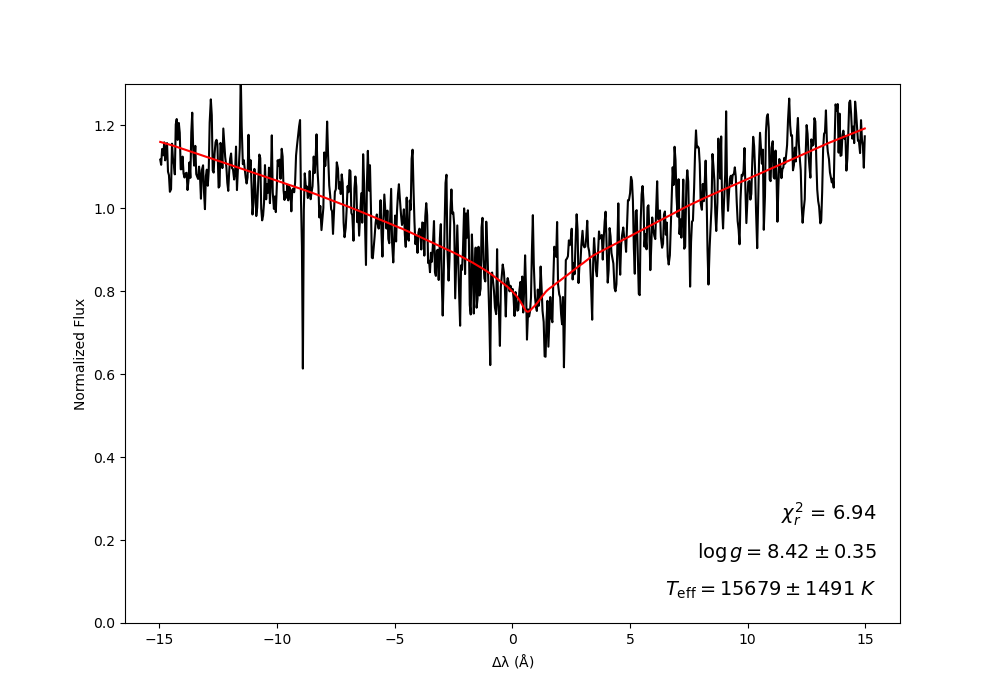 1.2
1.0
0.8
0.6
0.4
0.2
0.0
Normalized Flux
χ²ᵣ = 6.94
log g = 8.42 ± 0.35
T_eff = 15679 ± 1491 K
−15 −10 −5 0 5 10 15
Δλ (Å)